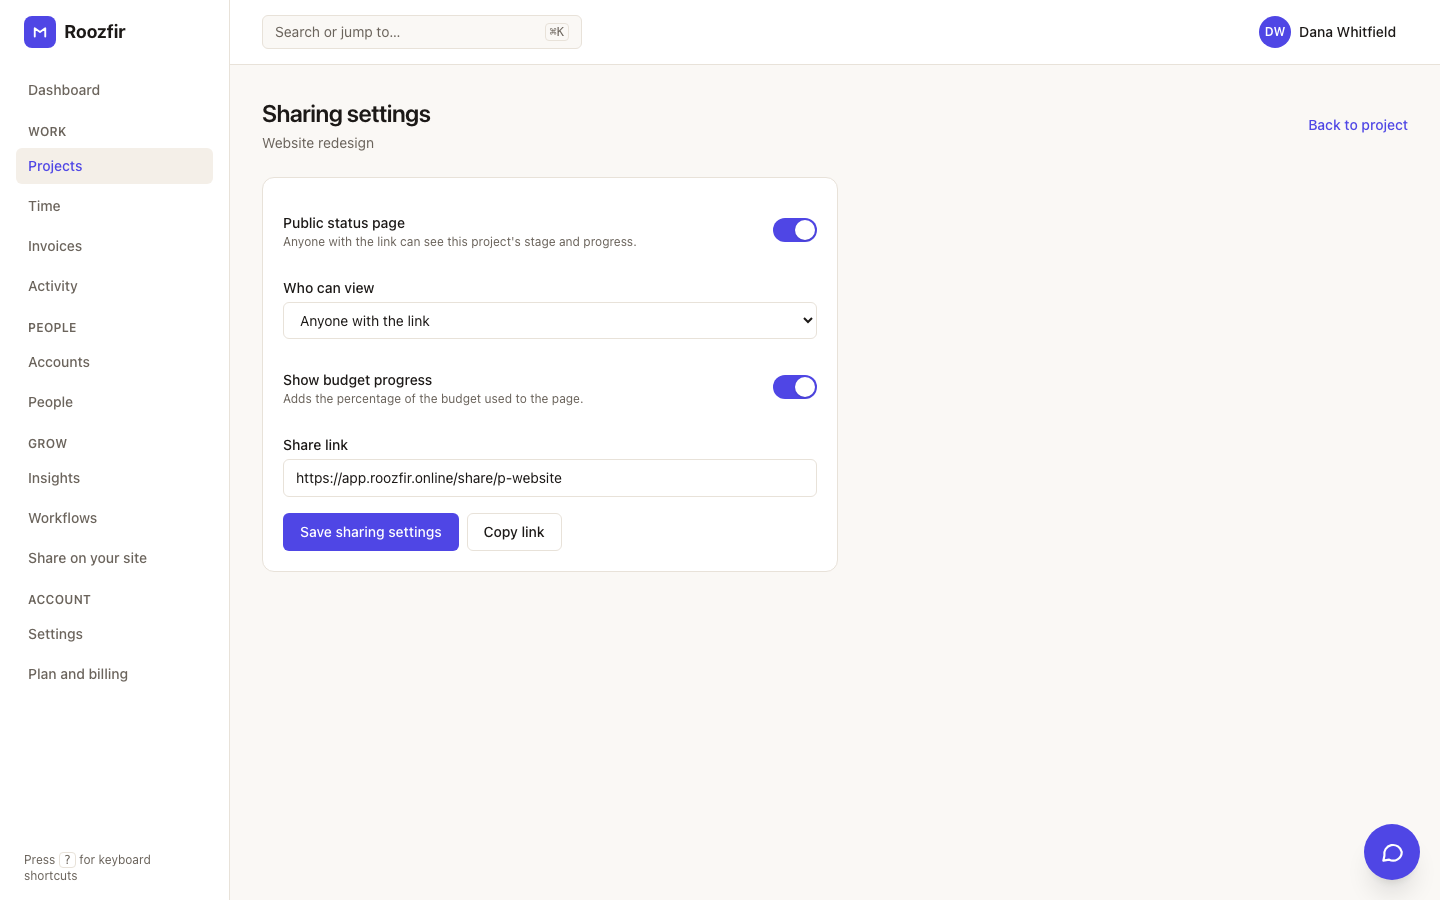 Roozfir
Search or jump to...
⌘K
DW
Dana Whitfield
Dashboard
WORK
Projects
Time
Invoices
Activity
PEOPLE
Accounts
People
GROW
Insights
Workflows
Share on your site
ACCOUNT
Settings
Plan and billing
Press ? for keyboard
shortcuts
Sharing settings
Website redesign
Back to project
Public status page
Anyone with the link can see this project's stage and progress.
Who can view
Anyone with the link
Show budget progress
Adds the percentage of the budget used to the page.
Share link
https://app.roozfir.online/share/p-website
Save sharing settings
Copy link